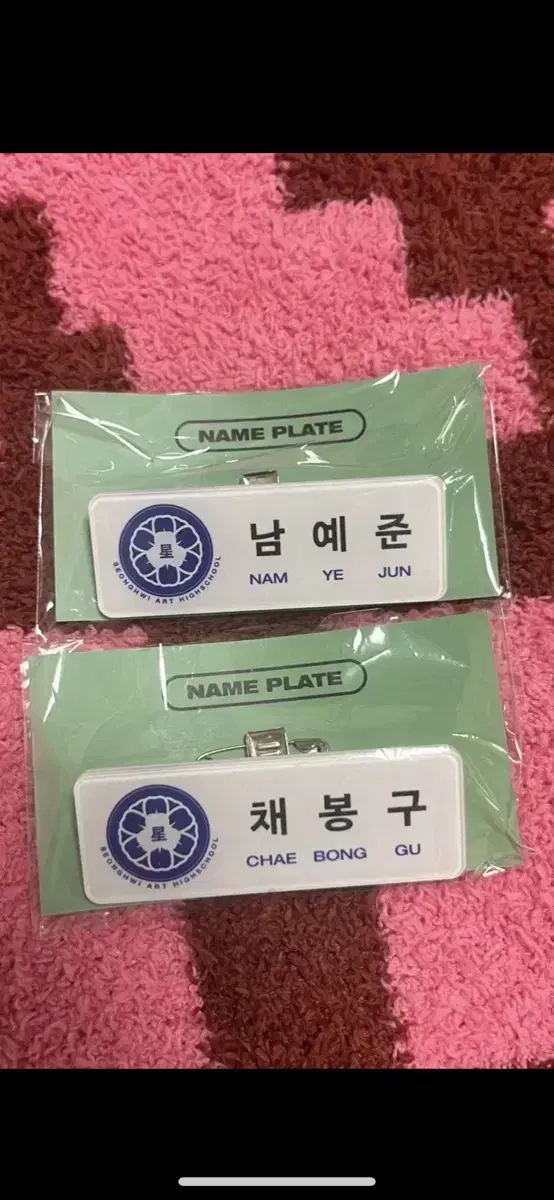 NAME PLATE
星
SEONGHWI ART HIGHSCHOOL
남 예 준
NAM YE JUN
NAME PLATE
星
SEONGHWI ART HIGHSCHOOL
채 봉 구
CHAE BONG GU